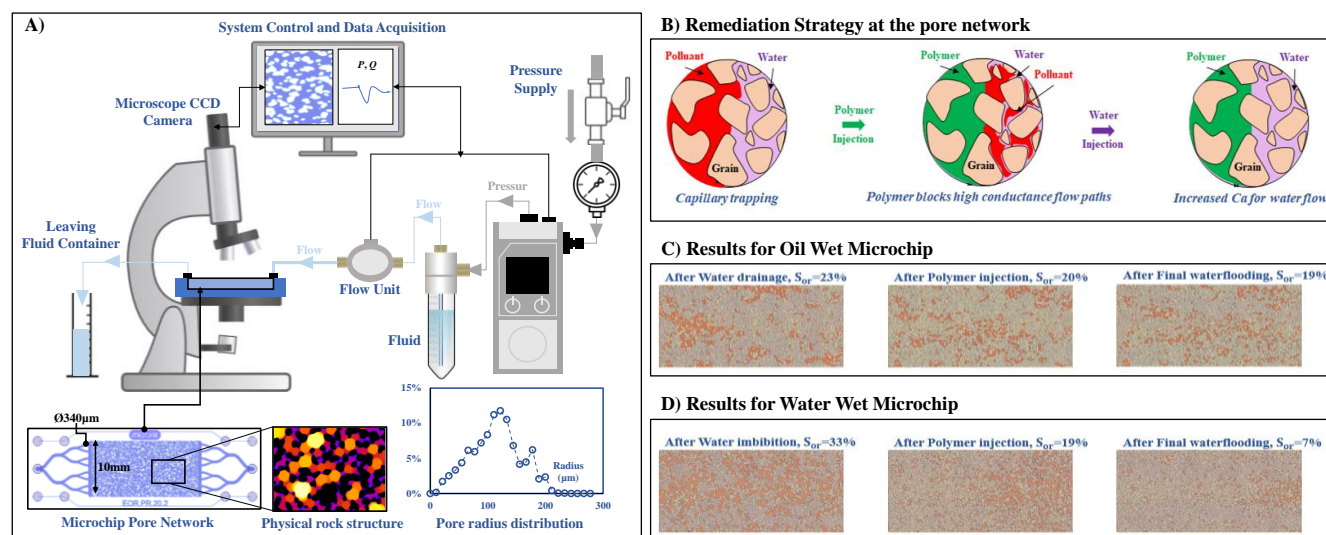 A)
System Control and Data Acquisition
P, Q
Microscope CCD
Camera
Pressure
Supply
Pressur
Leaving
Fluid Container
Flow
Flow
Flow Unit
Fluid
Ø340µm
10mm
EOR.PR.20.2
Microchip Pore Network
Physical rock structure
15%
10%
5%
0%
Radius
(µm)
0
100
200
300
Pore radius distribution
B) Remediation Strategy at the pore network
Polluant
Water
Grain
Capillary trapping
Polymer
Injection
Polymer
Water
Polluant
Grain
Polymer blocks high conductance flow paths
Water
Injection
Polymer
Water
Grain
Increased Ca for water flow
C) Results for Oil Wet Microchip
After Water drainage, Sor=23%
After Polymer injection, Sor=20%
After Final waterflooding, Sor=19%
D) Results for Water Wet Microchip
After Water imbibition, Sor=33%
After Polymer injection, Sor=19%
After Final waterflooding, Sor=7%